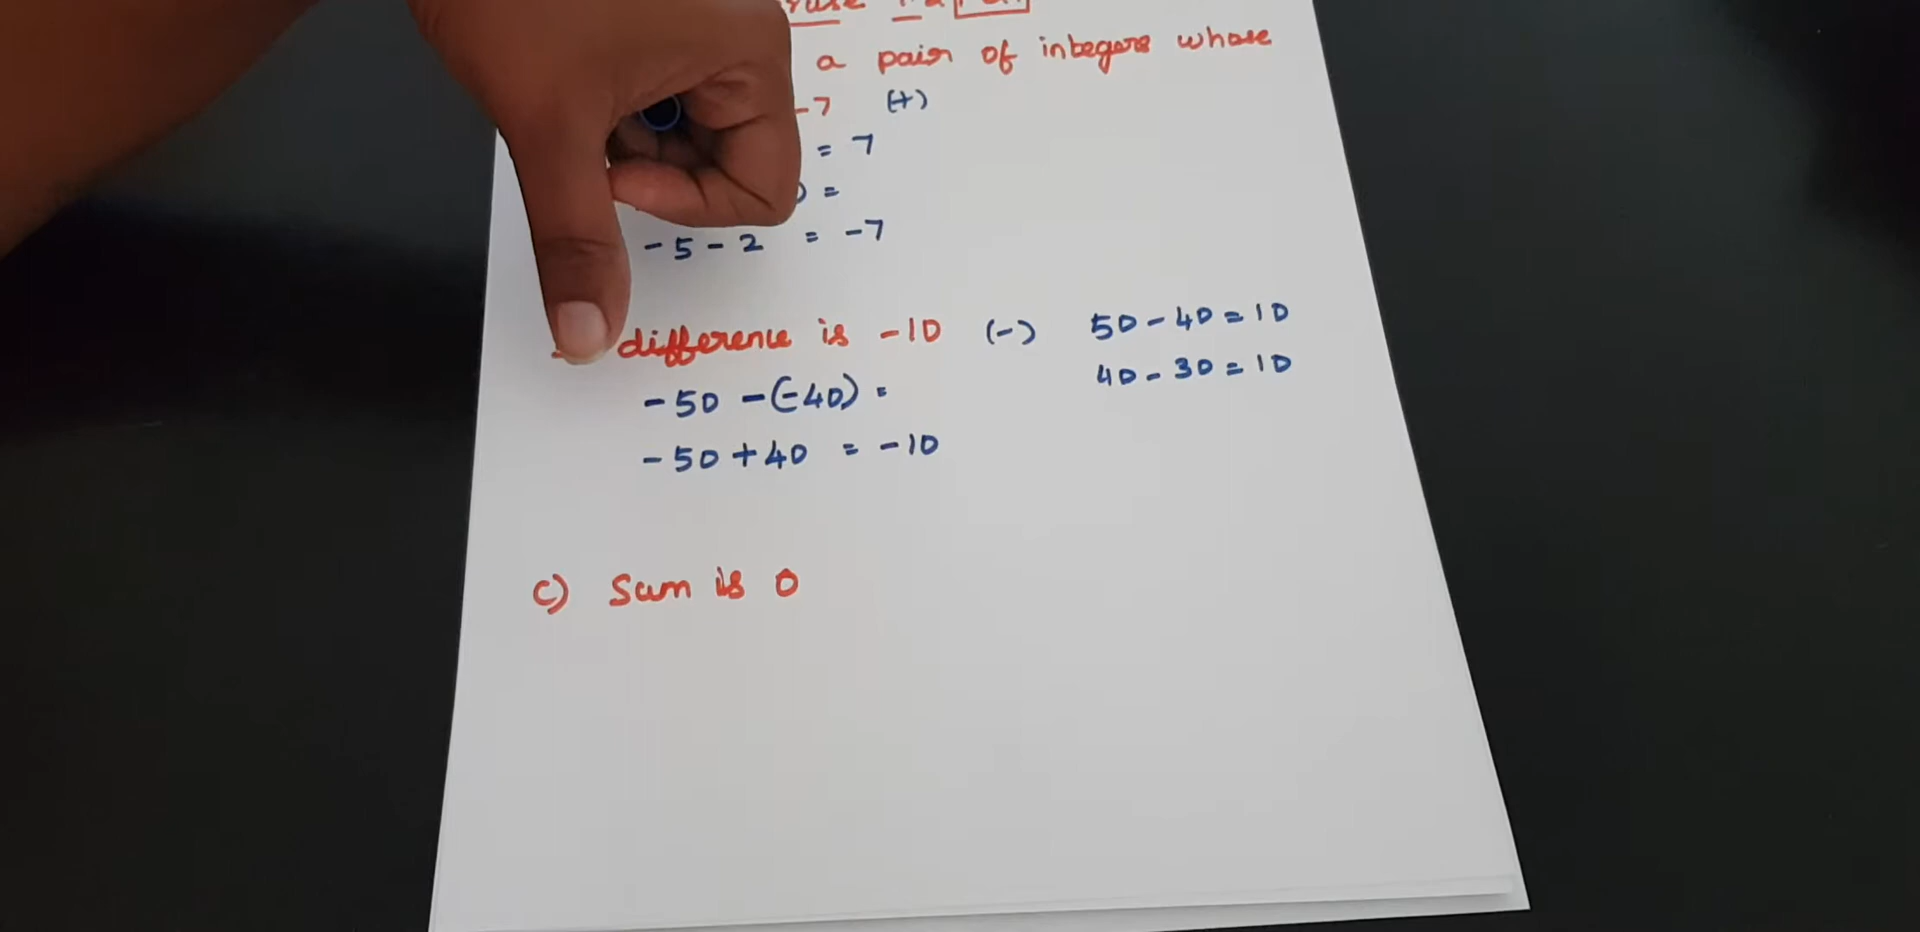 a pair of integers whose
-7 (+)
= 7
) =
-5-2 = -7
difference is -10 (-) 50-40=10
-50 -(-40) = 40-30=10
-50+40 = -10
c) Sum is 0